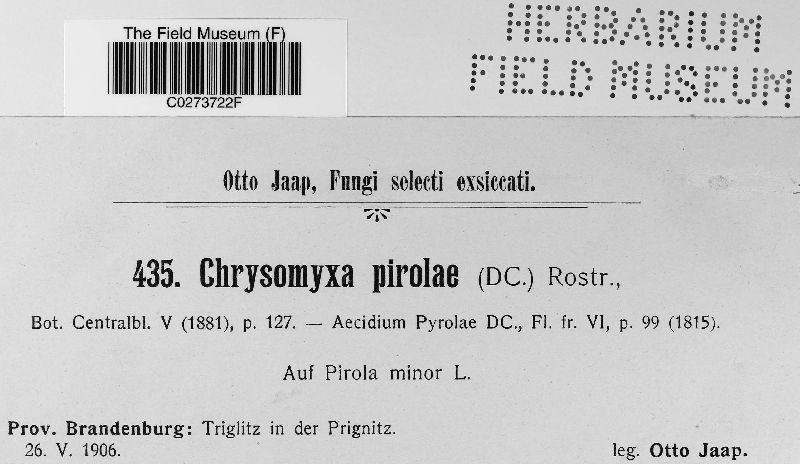 The Field Museum (F)
C0273722F
HERBARIUM
FIELD MUSEUM
Otto Jaap, Fungi selecti exsiccati.
435. Chrysomyxa pirolae (DC.) Rostr.,
Bot. Centralbl. V (1881), p. 127. — Aecidium Pyrolae DC., Fl. fr. VI, p. 99 (1815).
Auf Pirola minor L.
Prov. Brandenburg: Triglitz in der Prignitz.
26. V. 1906.
leg. Otto Jaap.